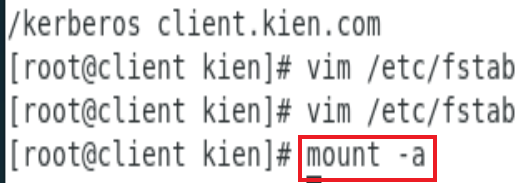 /kerberos client.kien.com
[root@client kien]# vim /etc/fstab
[root@client kien]# vim /etc/fstab
[root@client kien]# mount -a